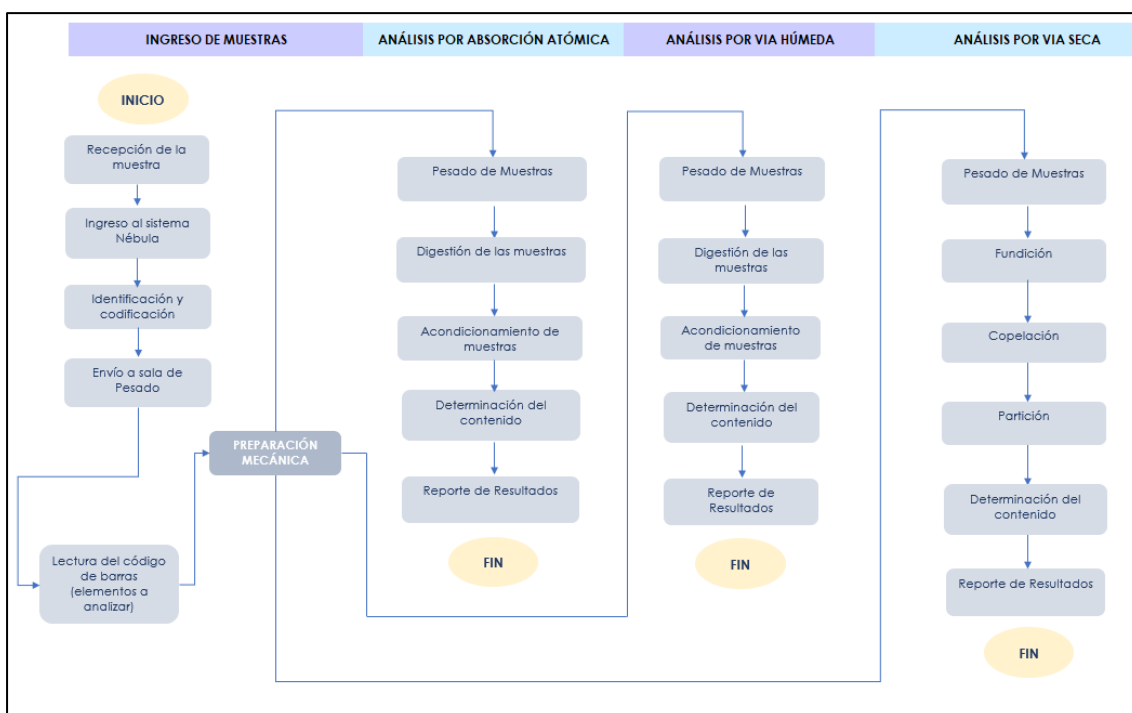 INGRESO DE MUESTRAS
ANÁLISIS POR ABSORCIÓN ATÓMICA
ANÁLISIS POR VIA HÚMEDA
ANÁLISIS POR VIA SECA
INICIO
Recepción de la
muestra
Ingreso al sistema
Nébula
Identificación y
codificación
Envío a sala de
Pesado
Lectura del código
de barras
(elementos a
analizar)
PREPARACIÓN
MECÁNICA
Pesado de Muestras
Digestión de las muestras
Acondicionamiento de
muestras
Determinación del
contenido
Reporte de Resultados
FIN
Pesado de Muestras
Digestión de las
muestras
Acondicionamiento
de muestras
Determinación del
contenido
Reporte de
Resultados
FIN
Pesado de Muestras
Fundición
Copelación
Partición
Determinación del
contenido
Reporte de Resultados
FIN